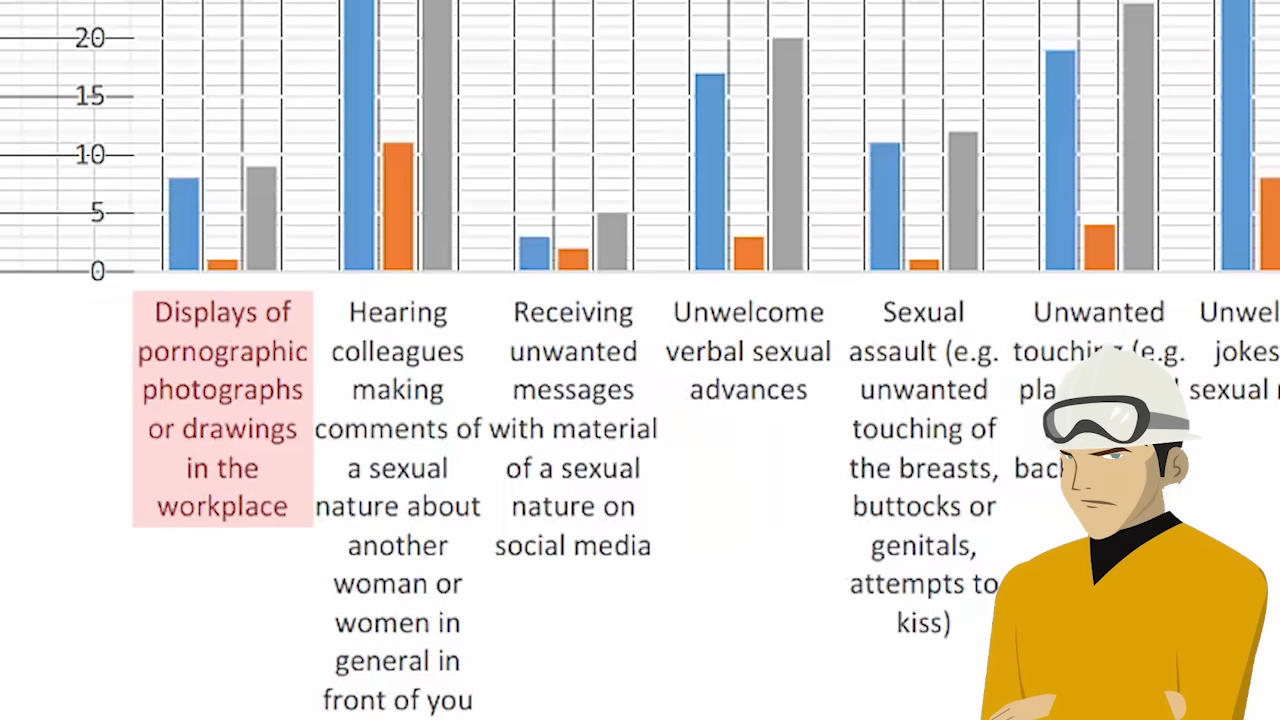 20
15
10
5
0
Displays of
pornographic
photographs
or drawings
in the
workplace
Hearing
colleagues
making
comments of
a sexual
nature about
another
woman or
women in
general in
front of you
Receiving
unwanted
messages
with material
of a sexual
nature on
social media
Unwelcome
verbal sexual
advances
Sexual
assault (e.g.
unwanted
touching of
the breasts,
buttocks or
genitals,
attempts to
kiss)
Unwanted
touching (e.g.
jokes
sexual